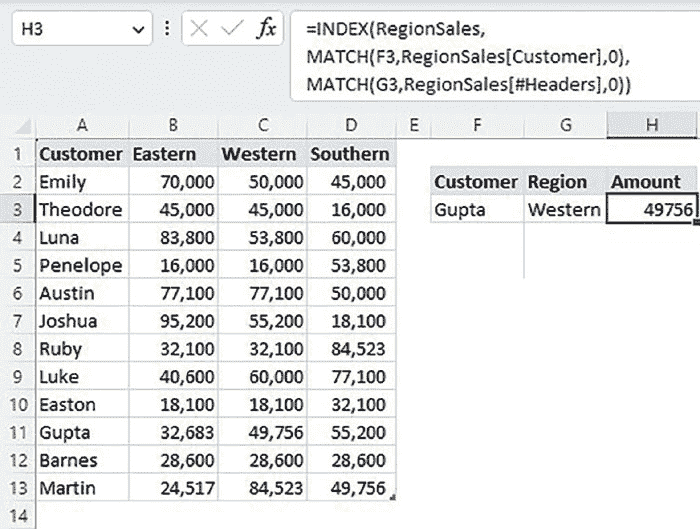 H3 fx =INDEX(RegionSales,
MATCH(F3,RegionSales[Customer],0),
MATCH(G3,RegionSales[#Headers],0))
A B C D E F G H
1 Customer Eastern Western Southern
2 Emily 70,000 50,000 45,000 Customer Region Amount
3 Theodore 45,000 45,000 16,000 Gupta Western 49756
4 Luna 83,800 53,800 60,000
5 Penelope 16,000 16,000 53,800
6 Austin 77,100 77,100 50,000
7 Joshua 95,200 55,200 18,100
8 Ruby 32,100 32,100 84,523
9 Luke 40,600 60,000 77,100
10 Easton 18,100 18,100 32,100
11 Gupta 32,683 49,756 55,200
12 Barnes 28,600 28,600 28,600
13 Martin 24,517 84,523 49,756
14